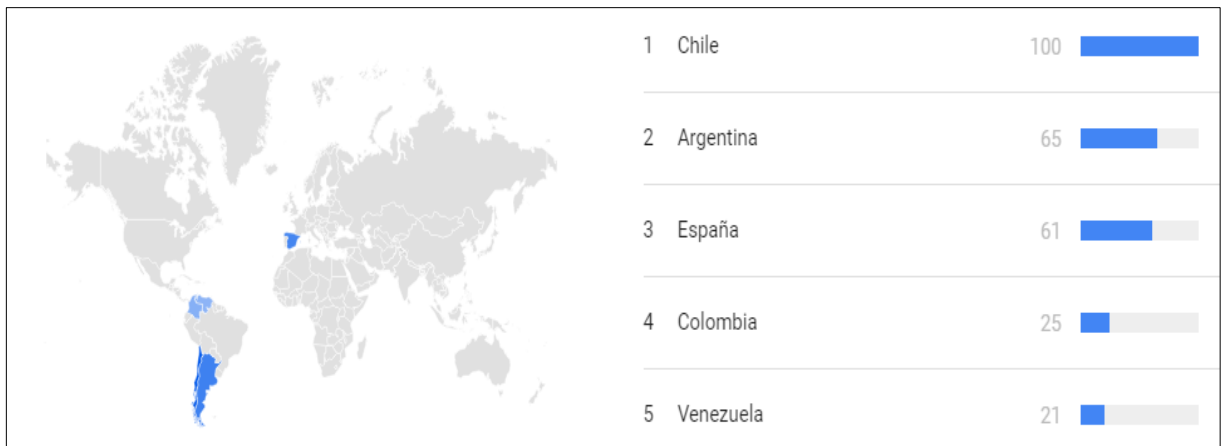 1 Chile 100
2 Argentina 65
3 España 61
4 Colombia 25
5 Venezuela 21